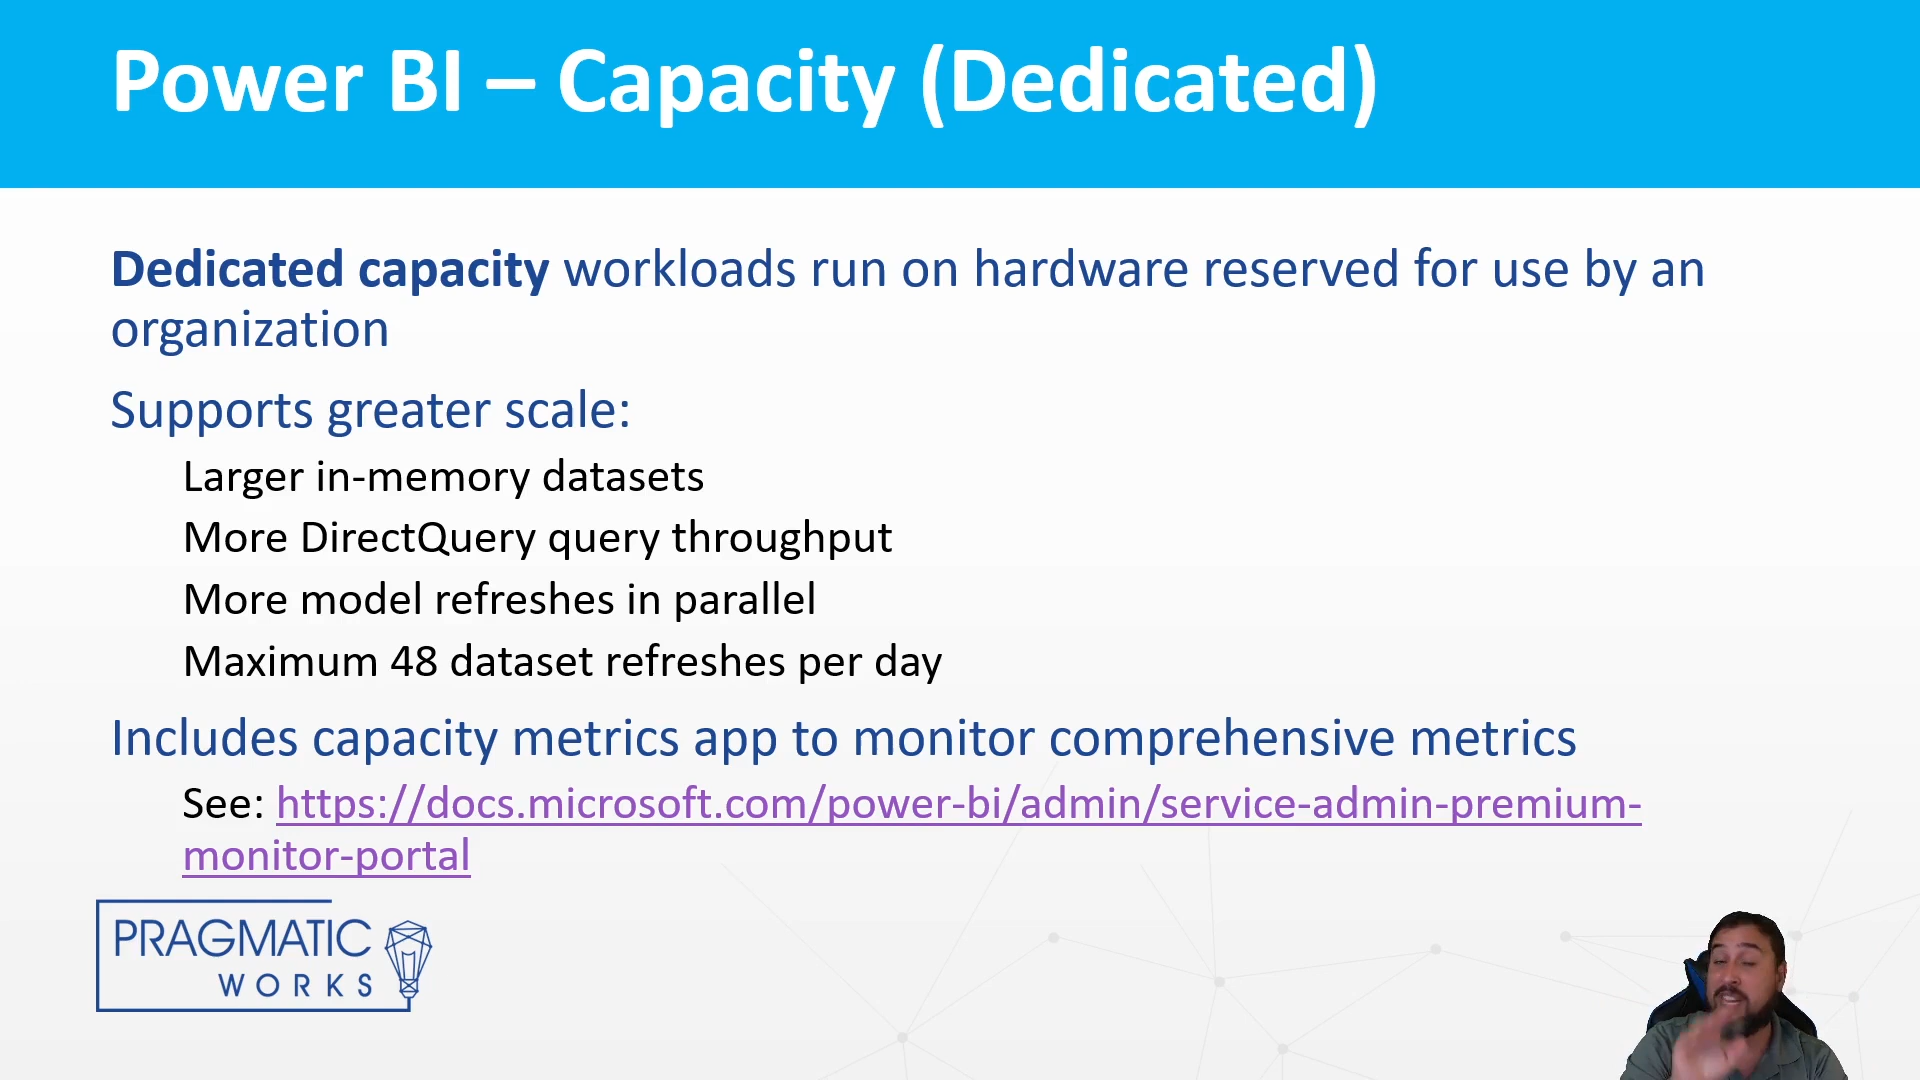 Power BI – Capacity (Dedicated)
Dedicated capacity workloads run on hardware reserved for use by an
organization
Supports greater scale:
Larger in-memory datasets
More DirectQuery query throughput
More model refreshes in parallel
Maximum 48 dataset refreshes per day
Includes capacity metrics app to monitor comprehensive metrics
See: https://docs.microsoft.com/power-bi/admin/service-admin-premium-
monitor-portal
PRAGMATIC
WORKS